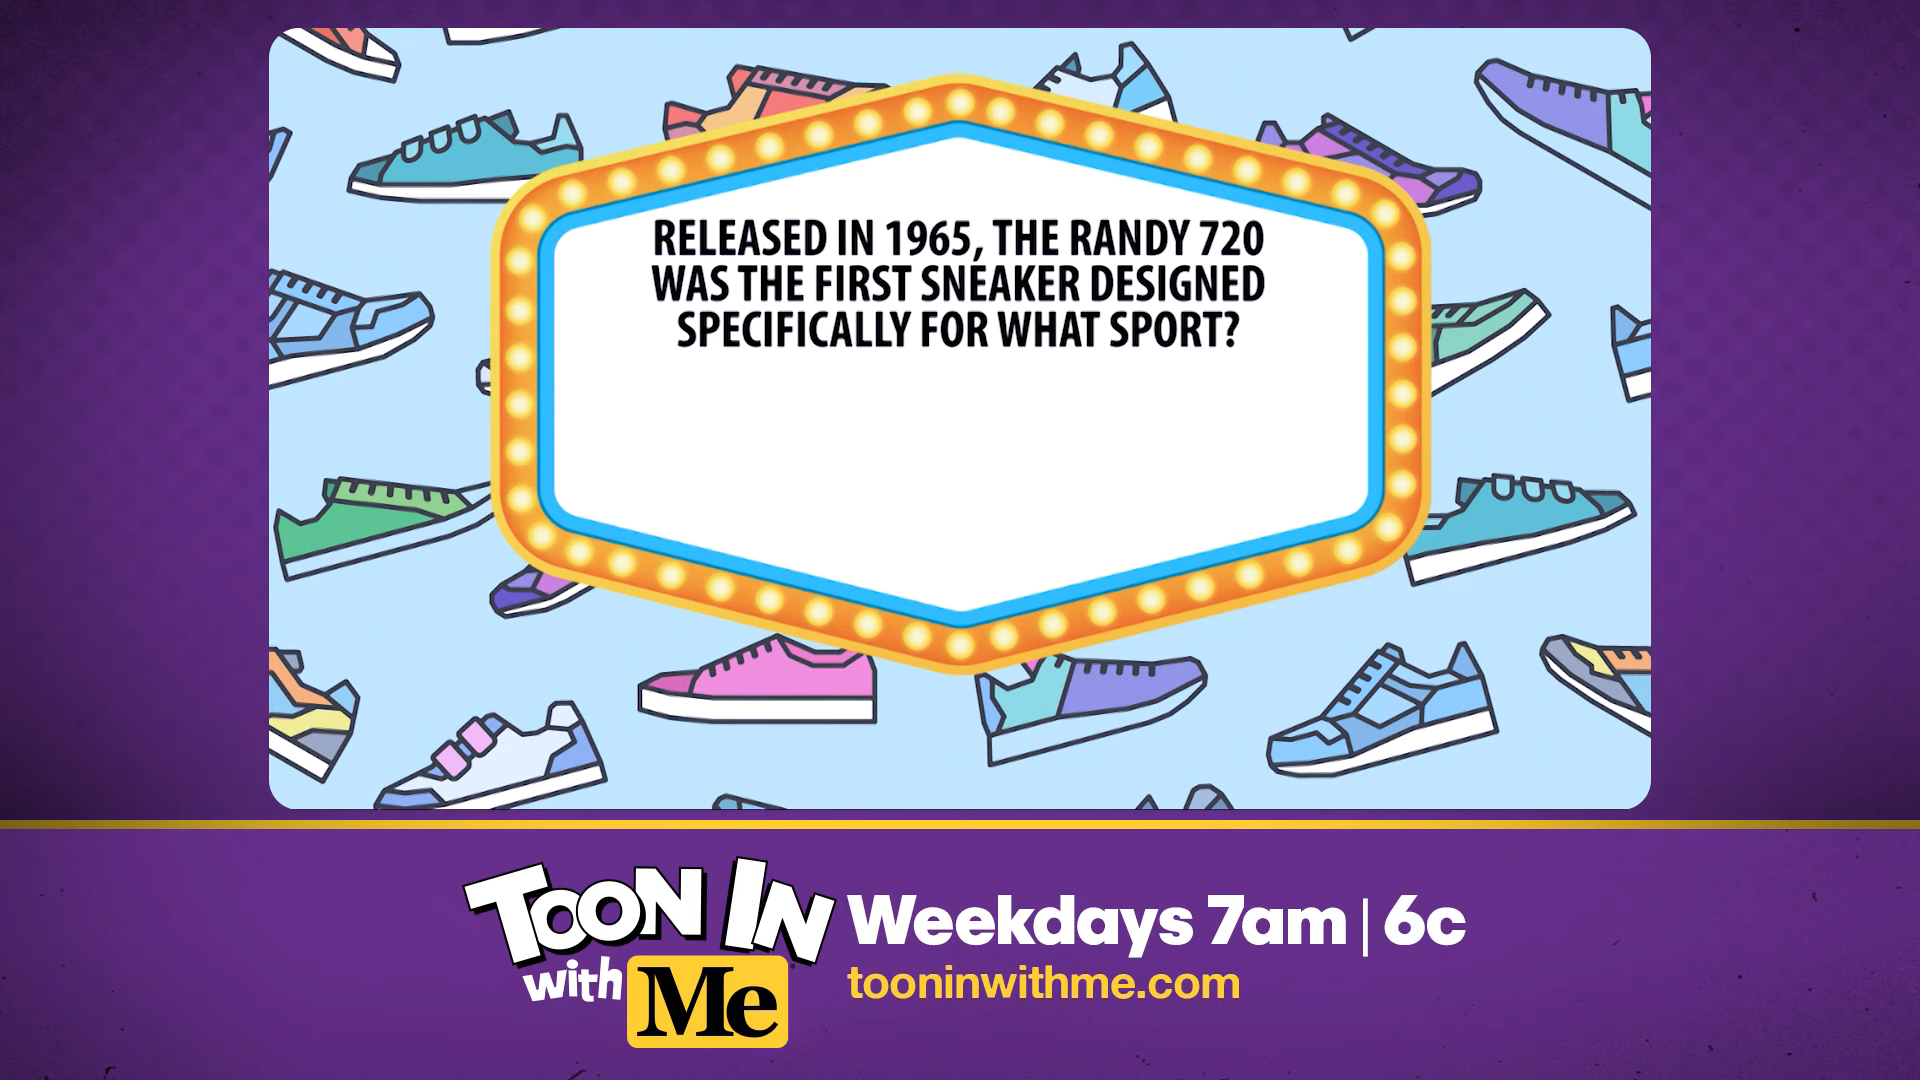 RELEASED IN 1965, THE RANDY 720
WAS THE FIRST SNEAKER DESIGNED
SPECIFICALLY FOR WHAT SPORT?
TOON IN
with Me
Weekdays 7am | 6c
tooninwithme.com